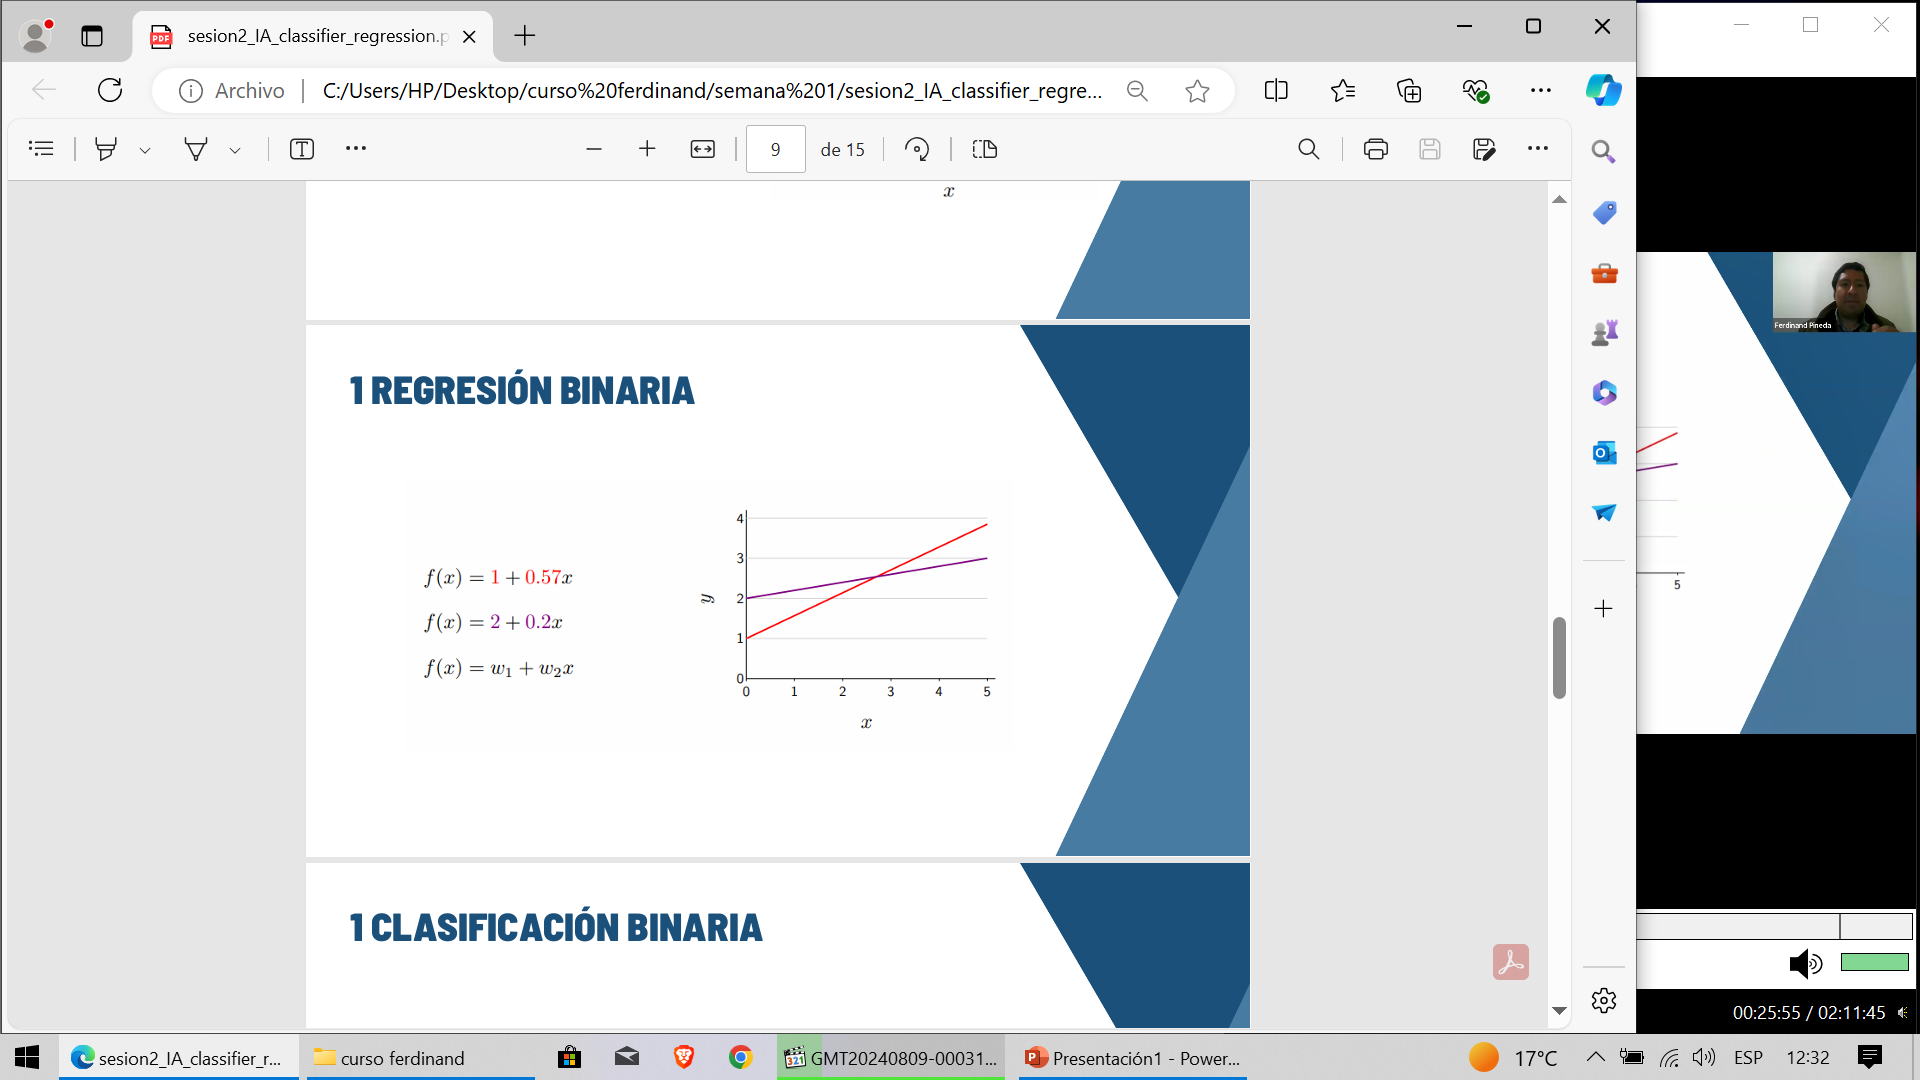 sesion2_IA_classifier_regression.p
Archivo
C:/Users/HP/Desktop/curso%20ferdinand/semana%201/sesion2_IA_classifier_regre...
9 de 15
x
1 REGRESIÓN BINARIA
f(x) = 1 + 0.57x
f(x) = 2 + 0.2x
f(x) = w₁ + w₂x
4
3
2
1
0
0 1 2 3 4 5
y
x
1 CLASIFICACIÓN BINARIA
Ferdinand Pineda
5
00:25:55 / 02:11:45
sesion2_IA_classifier_r...
curso ferdinand
GMT20240809-00031...
Presentación1 - Power...
17°C
ESP
12:32